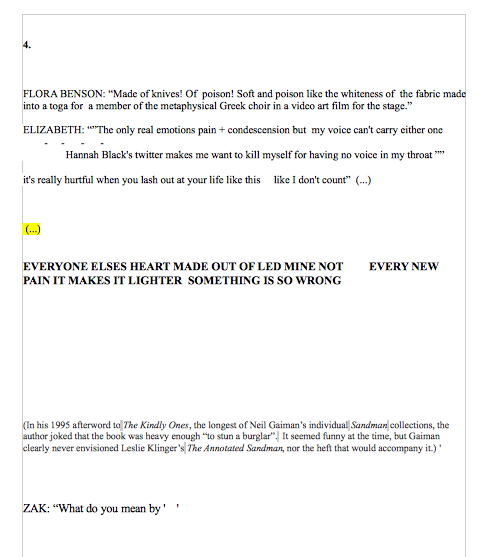 4.
FLORA BENSON: “Made of knives! Of poison! Soft and poison like the whiteness of the fabric made
into a toga for a member of the metaphysical Greek choir in a video art film for the stage.”
ELIZABETH: “”The only real emotions pain + condescension but my voice can't carry either one
- - - -
Hannah Black's twitter makes me want to kill myself for having no voice in my throat ””
it's really hurtful when you lash out at your life like this like I don't count” (...)
(...)
EVERYONE ELSES HEART MADE OUT OF LED MINE NOT EVERY NEW
PAIN IT MAKES IT LIGHTER SOMETHING IS SO WRONG
(In his 1995 afterword to The Kindly Ones, the longest of Neil Gaiman’s individual Sandman collections, the
author joked that the book was heavy enough “to stun a burglar”. It seemed funny at the time, but Gaiman
clearly never envisioned Leslie Klinger’s The Annotated Sandman, nor the heft that would accompany it.) '
ZAK: “What do you mean by ' '